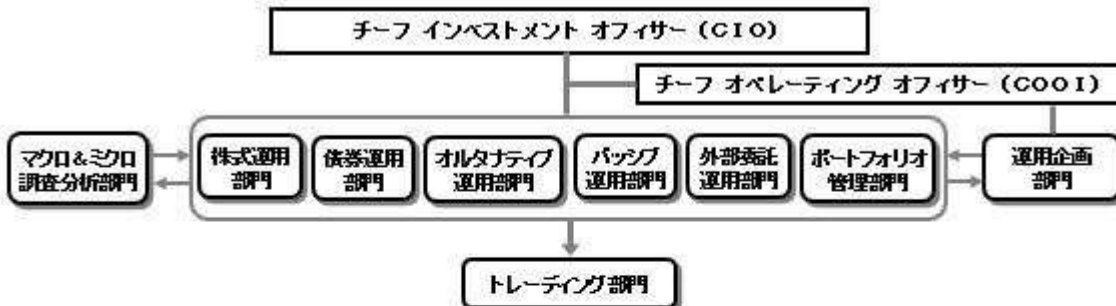 チーフ インベストメント オフィサー (CIO)
チーフ オペレーティング オフィサー (COOI)
マクロ&ミクロ
調査分析部門
株式運用
部門
債券運用
部門
オルタナティブ
運用部門
パッシブ
運用部門
外部委託
運用部門
ポートフォリオ
管理部門
運用企画
部門
トレーディング部門